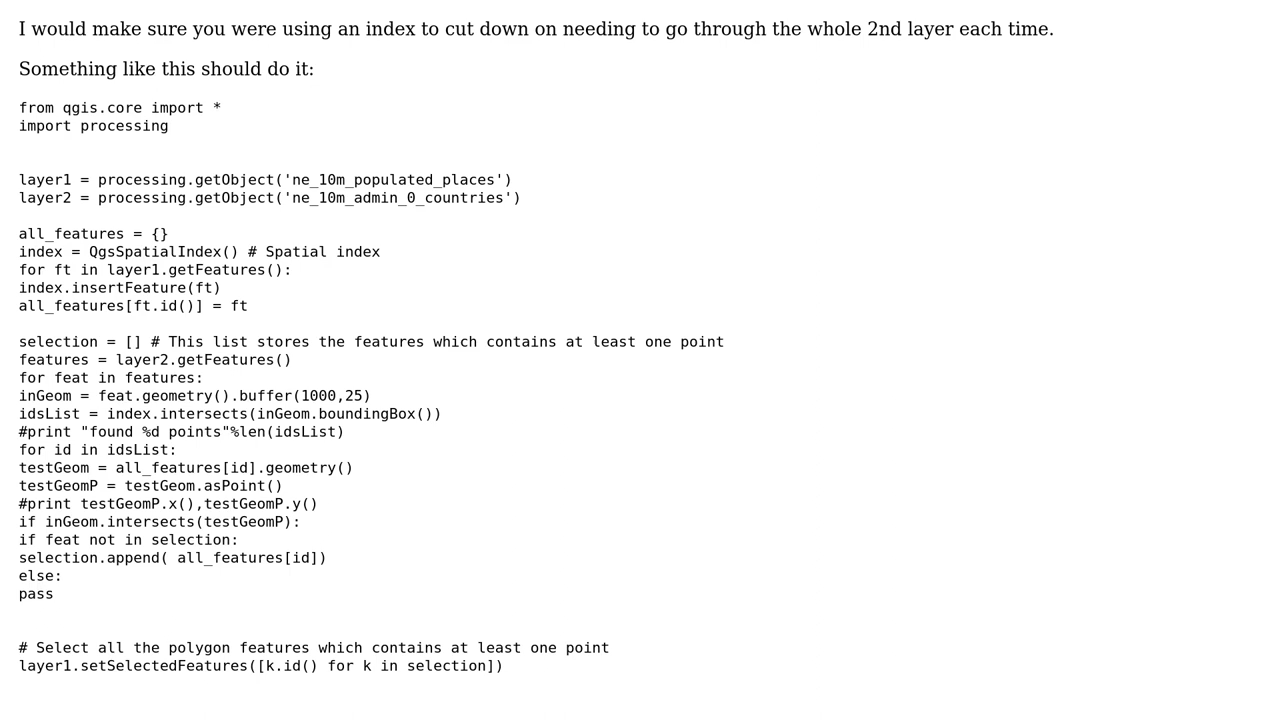 I would make sure you were using an index to cut down on needing to go through the whole 2nd layer each time.
Something like this should do it:
from qgis.core import *
import processing
layer1 = processing.getObject('ne_10m_populated_places')
layer2 = processing.getObject('ne_10m_admin_0_countries')
all_features = {}
index = QgsSpatialIndex() # Spatial index
for ft in layer1.getFeatures():
index.insertFeature(ft)
all_features[ft.id()] = ft
selection = [] # This list stores the features which contains at least one point
features = layer2.getFeatures()
for feat in features:
inGeom = feat.geometry().buffer(1000,25)
idsList = index.intersects(inGeom.boundingBox())
#print "found %d points"%len(idsList)
for id in idsList:
testGeom = all_features[id].geometry()
testGeomP = testGeom.asPoint()
#print testGeomP.x(),testGeomP.y()
if inGeom.intersects(testGeomP):
if feat not in selection:
selection.append( all_features[id])
else:
pass
# Select all the polygon features which contains at least one point
layer1.setSelectedFeatures([k.id() for k in selection])